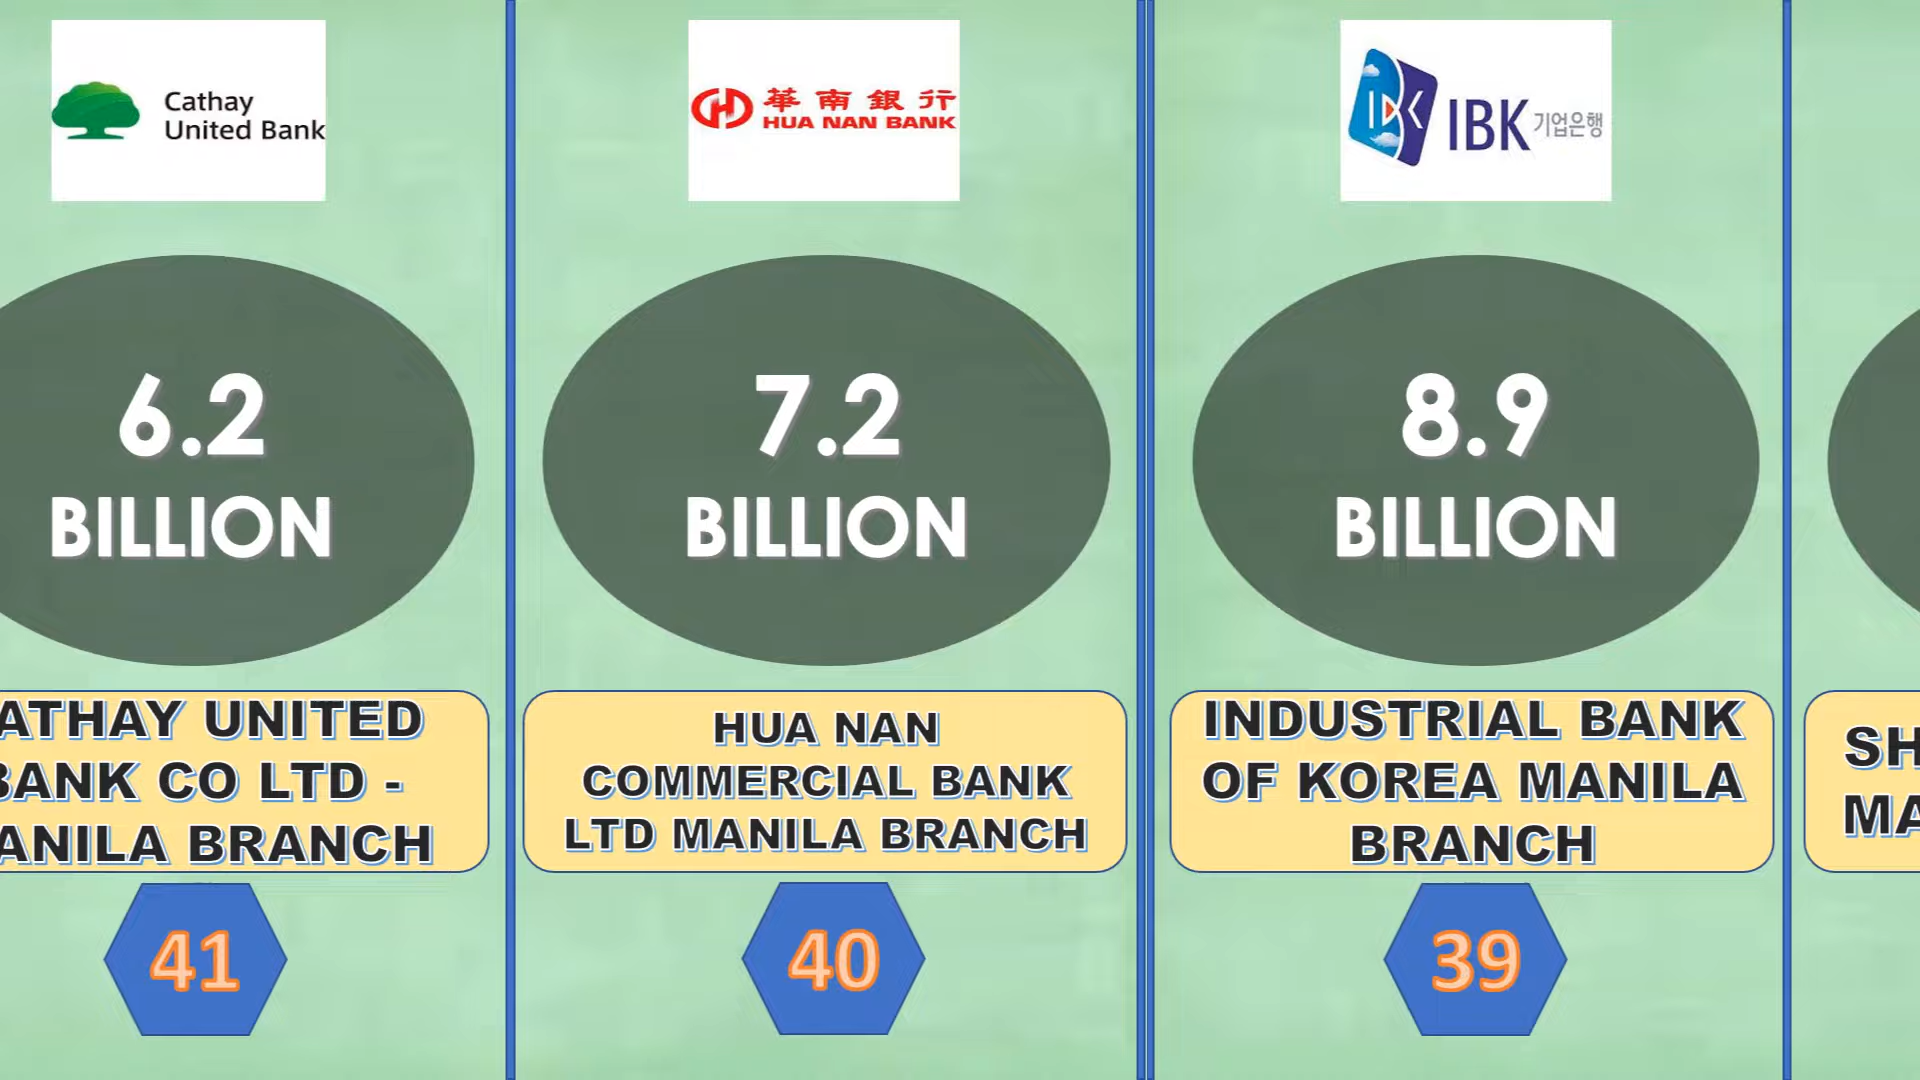 Cathay
United Bank
6.2
BILLION
ATHAY UNITED
BANK CO LTD -
ANILA BRANCH
41
華南銀行
HUA NAN BANK
7.2
BILLION
HUA NAN
COMMERCIAL BANK
LTD MANILA BRANCH
40
IBK
IBK 기업은행
8.9
BILLION
INDUSTRIAL BANK
OF KOREA MANILA
BRANCH
39
SH
MA